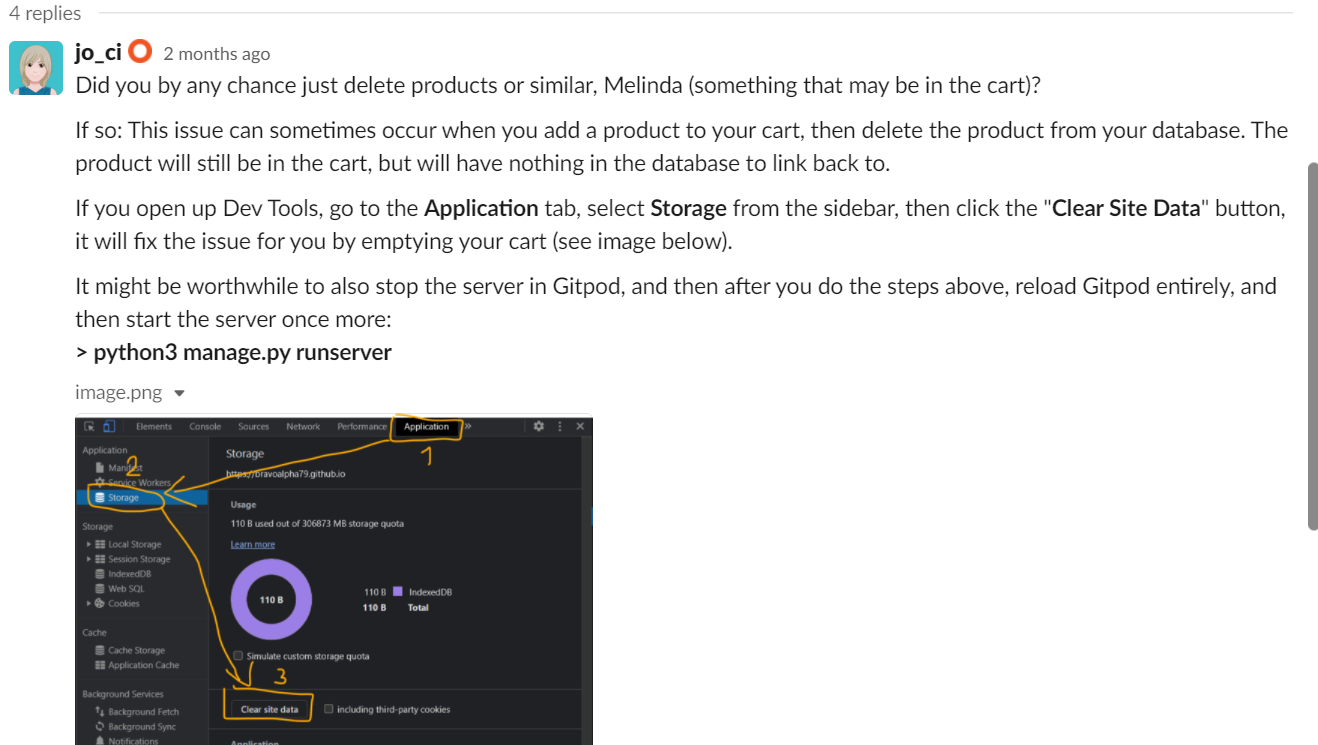 4 replies
jo_ci 2 months ago
Did you by any chance just delete products or similar, Melinda (something that may be in the cart)?
If so: This issue can sometimes occur when you add a product to your cart, then delete the product from your database. The
product will still be in the cart, but will have nothing in the database to link back to.
If you open up Dev Tools, go to the Application tab, select Storage from the sidebar, then click the "Clear Site Data" button,
it will fix the issue for you by emptying your cart (see image below).
It might be worthwhile to also stop the server in Gitpod, and then after you do the steps above, reload Gitpod entirely, and
then start the server once more:
> python3 manage.py runserver
image.png
Elements Console Sources Network Performance Application »
1
Application
Manifest
2
Service Workers
Storage
Storage
Local Storage
Session Storage
IndexedDB
Web SQL
Cookies
Cache
Cache Storage
Application Cache
Background Services
Background Fetch
Background Sync
Notifications
Storage
https://bravoalpha79.github.io
Usage
110 B used out of 306873 MB storage quota
Learn more
110 B
110 B IndexedDB
110 B Total
Simulate custom storage quota
3
Clear site data including third-party cookies
Application